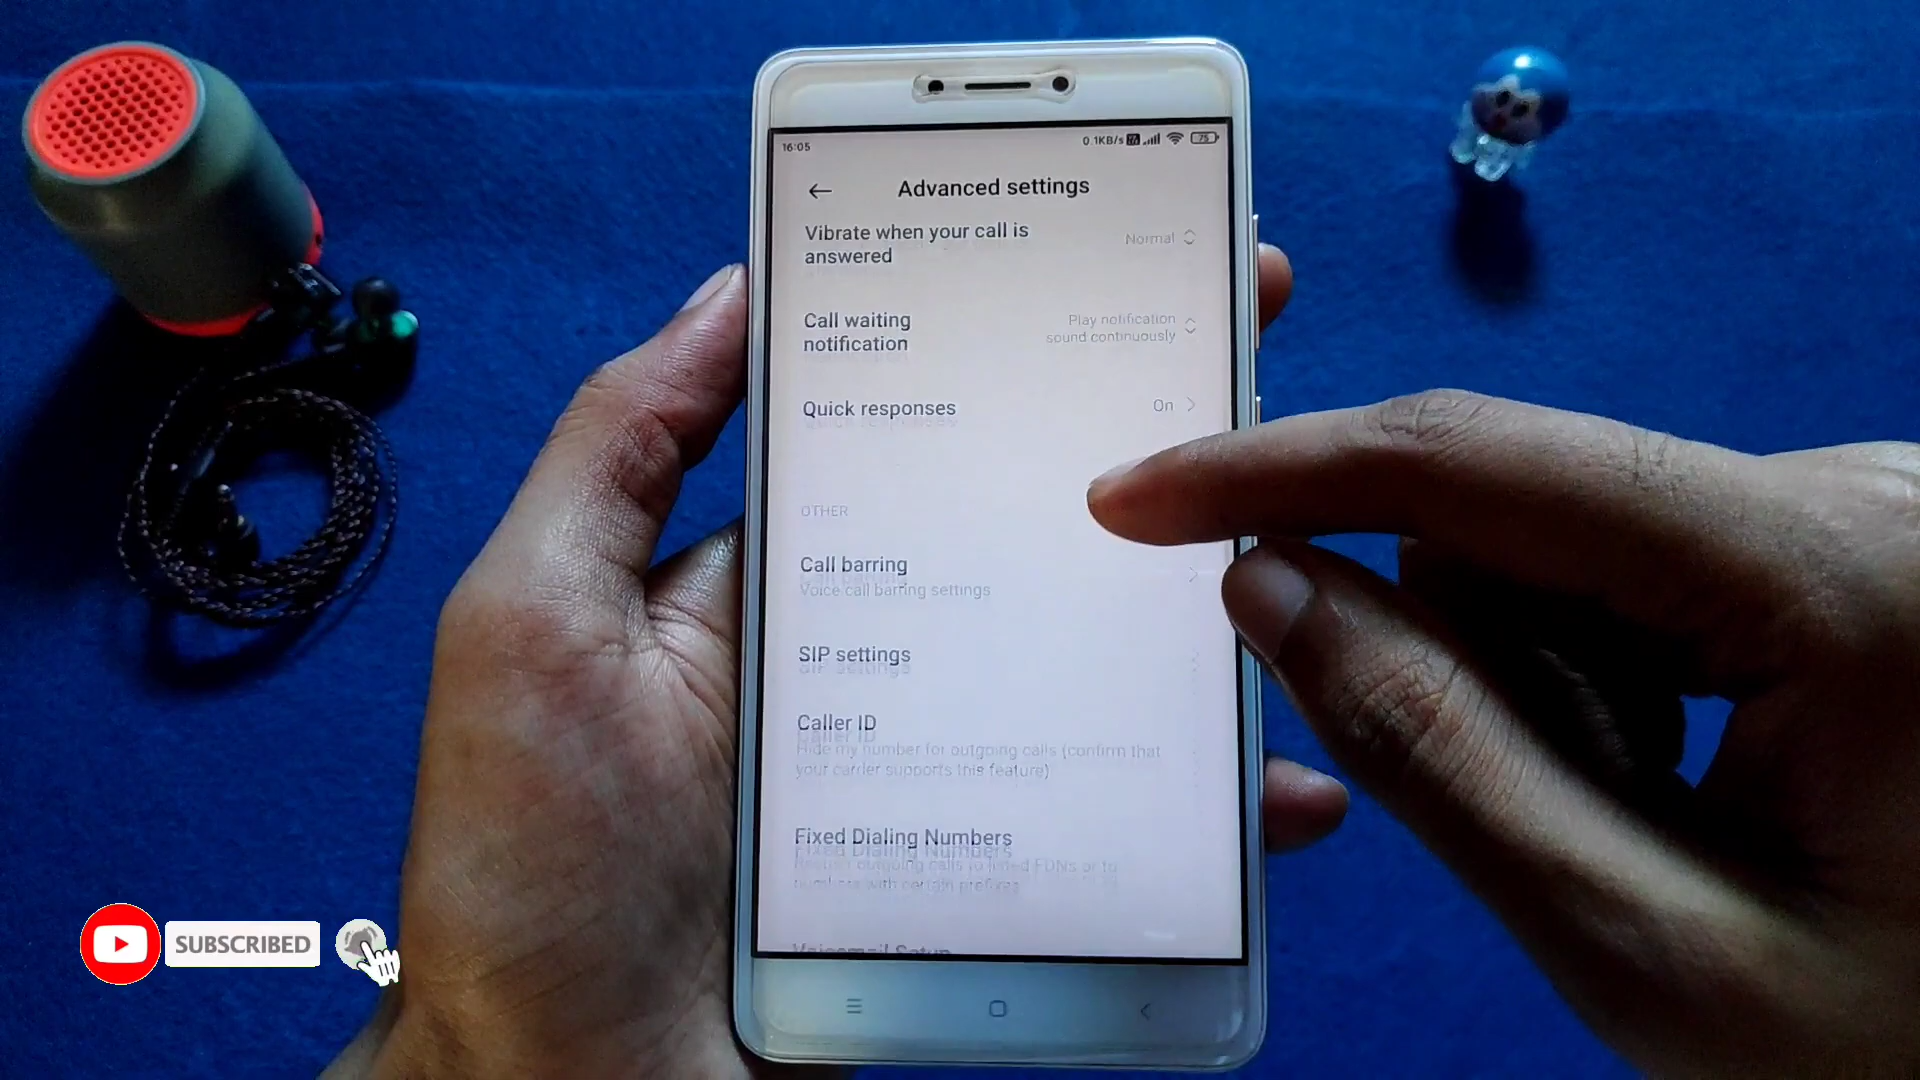 16:05
0.1KB/s
75
Advanced settings
Vibrate when your call is
answered
Normal
Call waiting
notification
Play notification
sound continuously
Quick responses
On
OTHER
Call barring
Voice call barring settings
SIP settings
Caller ID
Hide my number for outgoing calls (confirm that
your carrier supports this feature)
Fixed Dialing Numbers
Restrict outgoing calls to listed FDNs or to
numbers with certain prefixes
Voicemail Setup
SUBSCRIBED